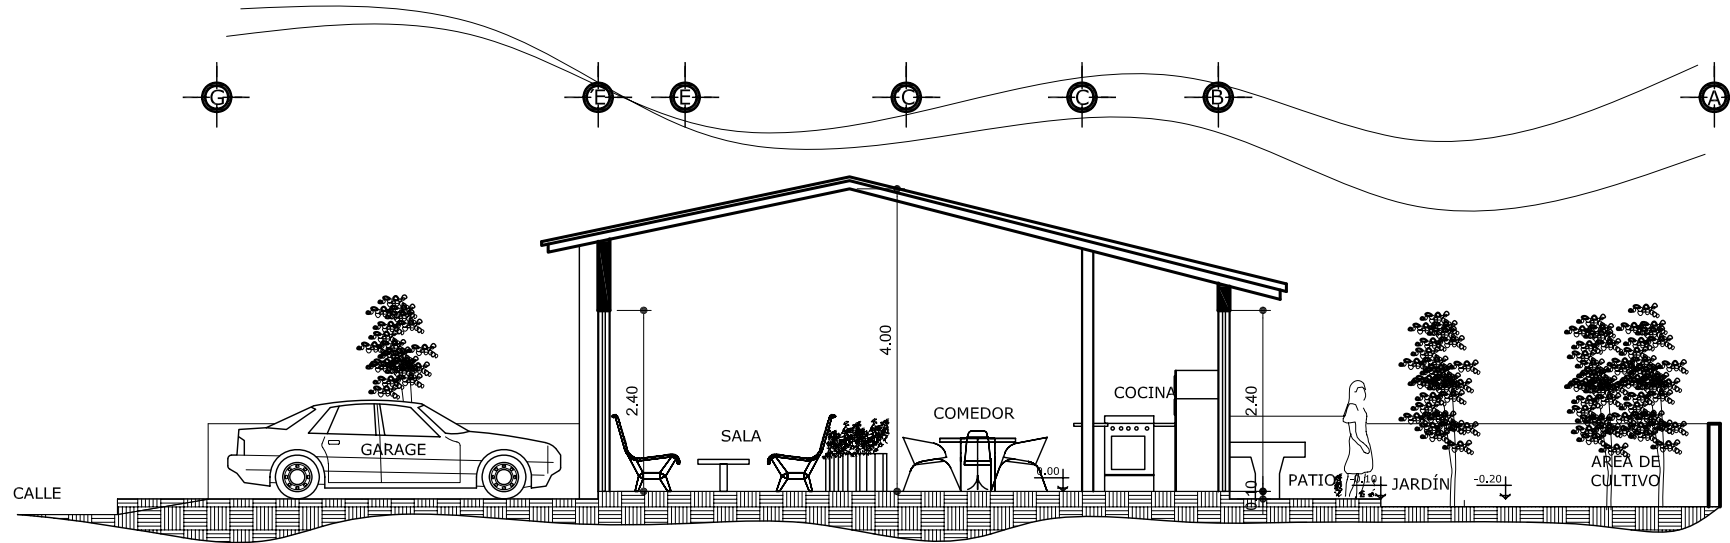 G
E
E
C
C
B
A
4.00
2.40
2.40
COCINA
COMEDOR
SALA
GARAGE
0.00
AREA DE
CULTIVO
PATIO
-0.10
JARDÍN
-0.20
CALLE
0.10